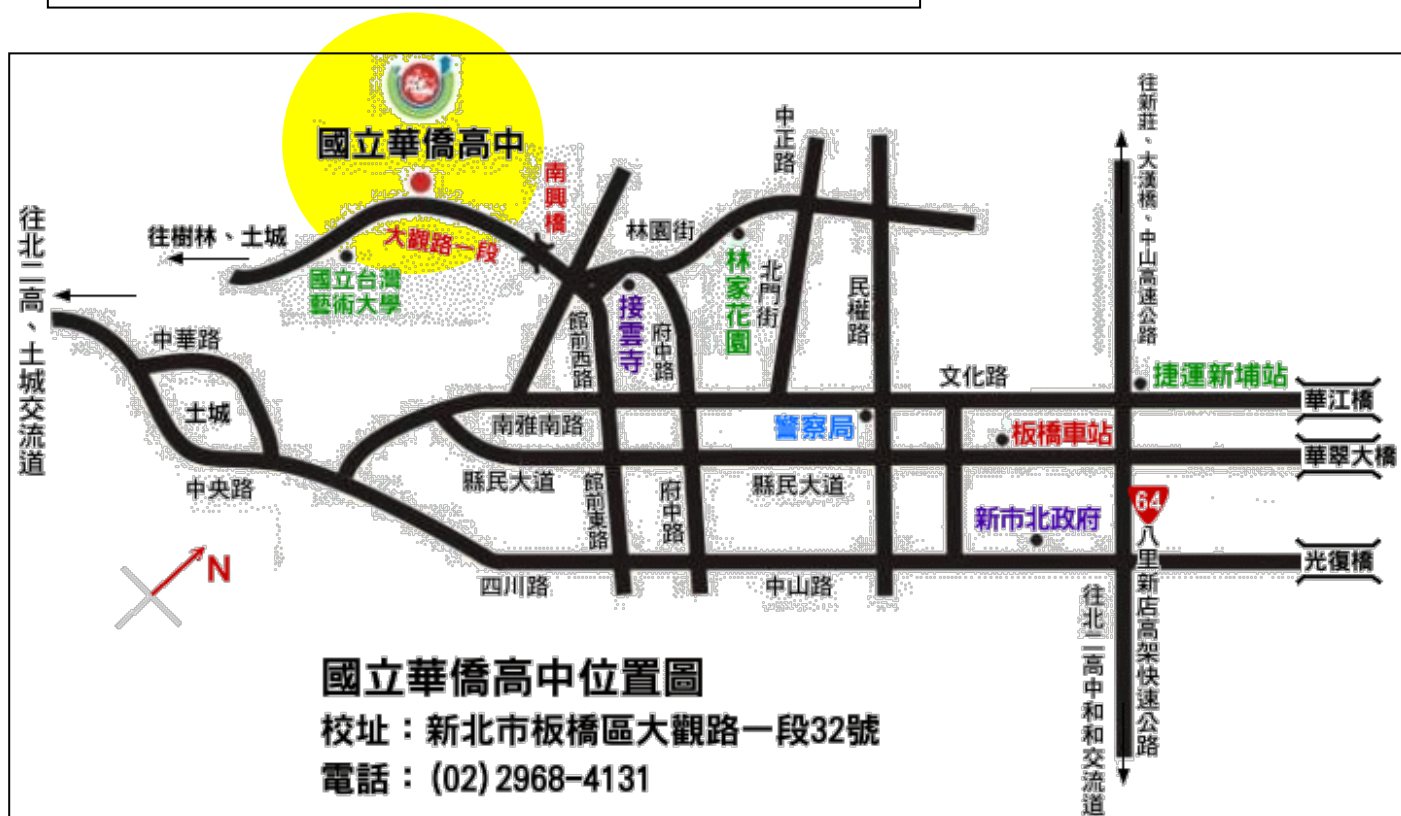 國立華僑高中
南興橋
大觀路一段
往樹林、土城
國立台灣
藝術大學
往北二高、土城交流道
中華路
土城
中央路
林園街
中正路
林家花園
北門街
民權路
接雲寺
館前西路
府中路
往新莊、大漢橋、中山高速公路
文化路
捷運新埔站
華江橋
南雅南路
警察局
板橋車站
華翠大橋
縣民大道
館前東路
府中路
縣民大道
新市北政府
64
八里新店高架快速公路
光復橋
四川路
中山路
往北二高中和和交流道
N
國立華僑高中位置圖
校址：新北市板橋區大觀路一段32號
電話：(02)2968-4131